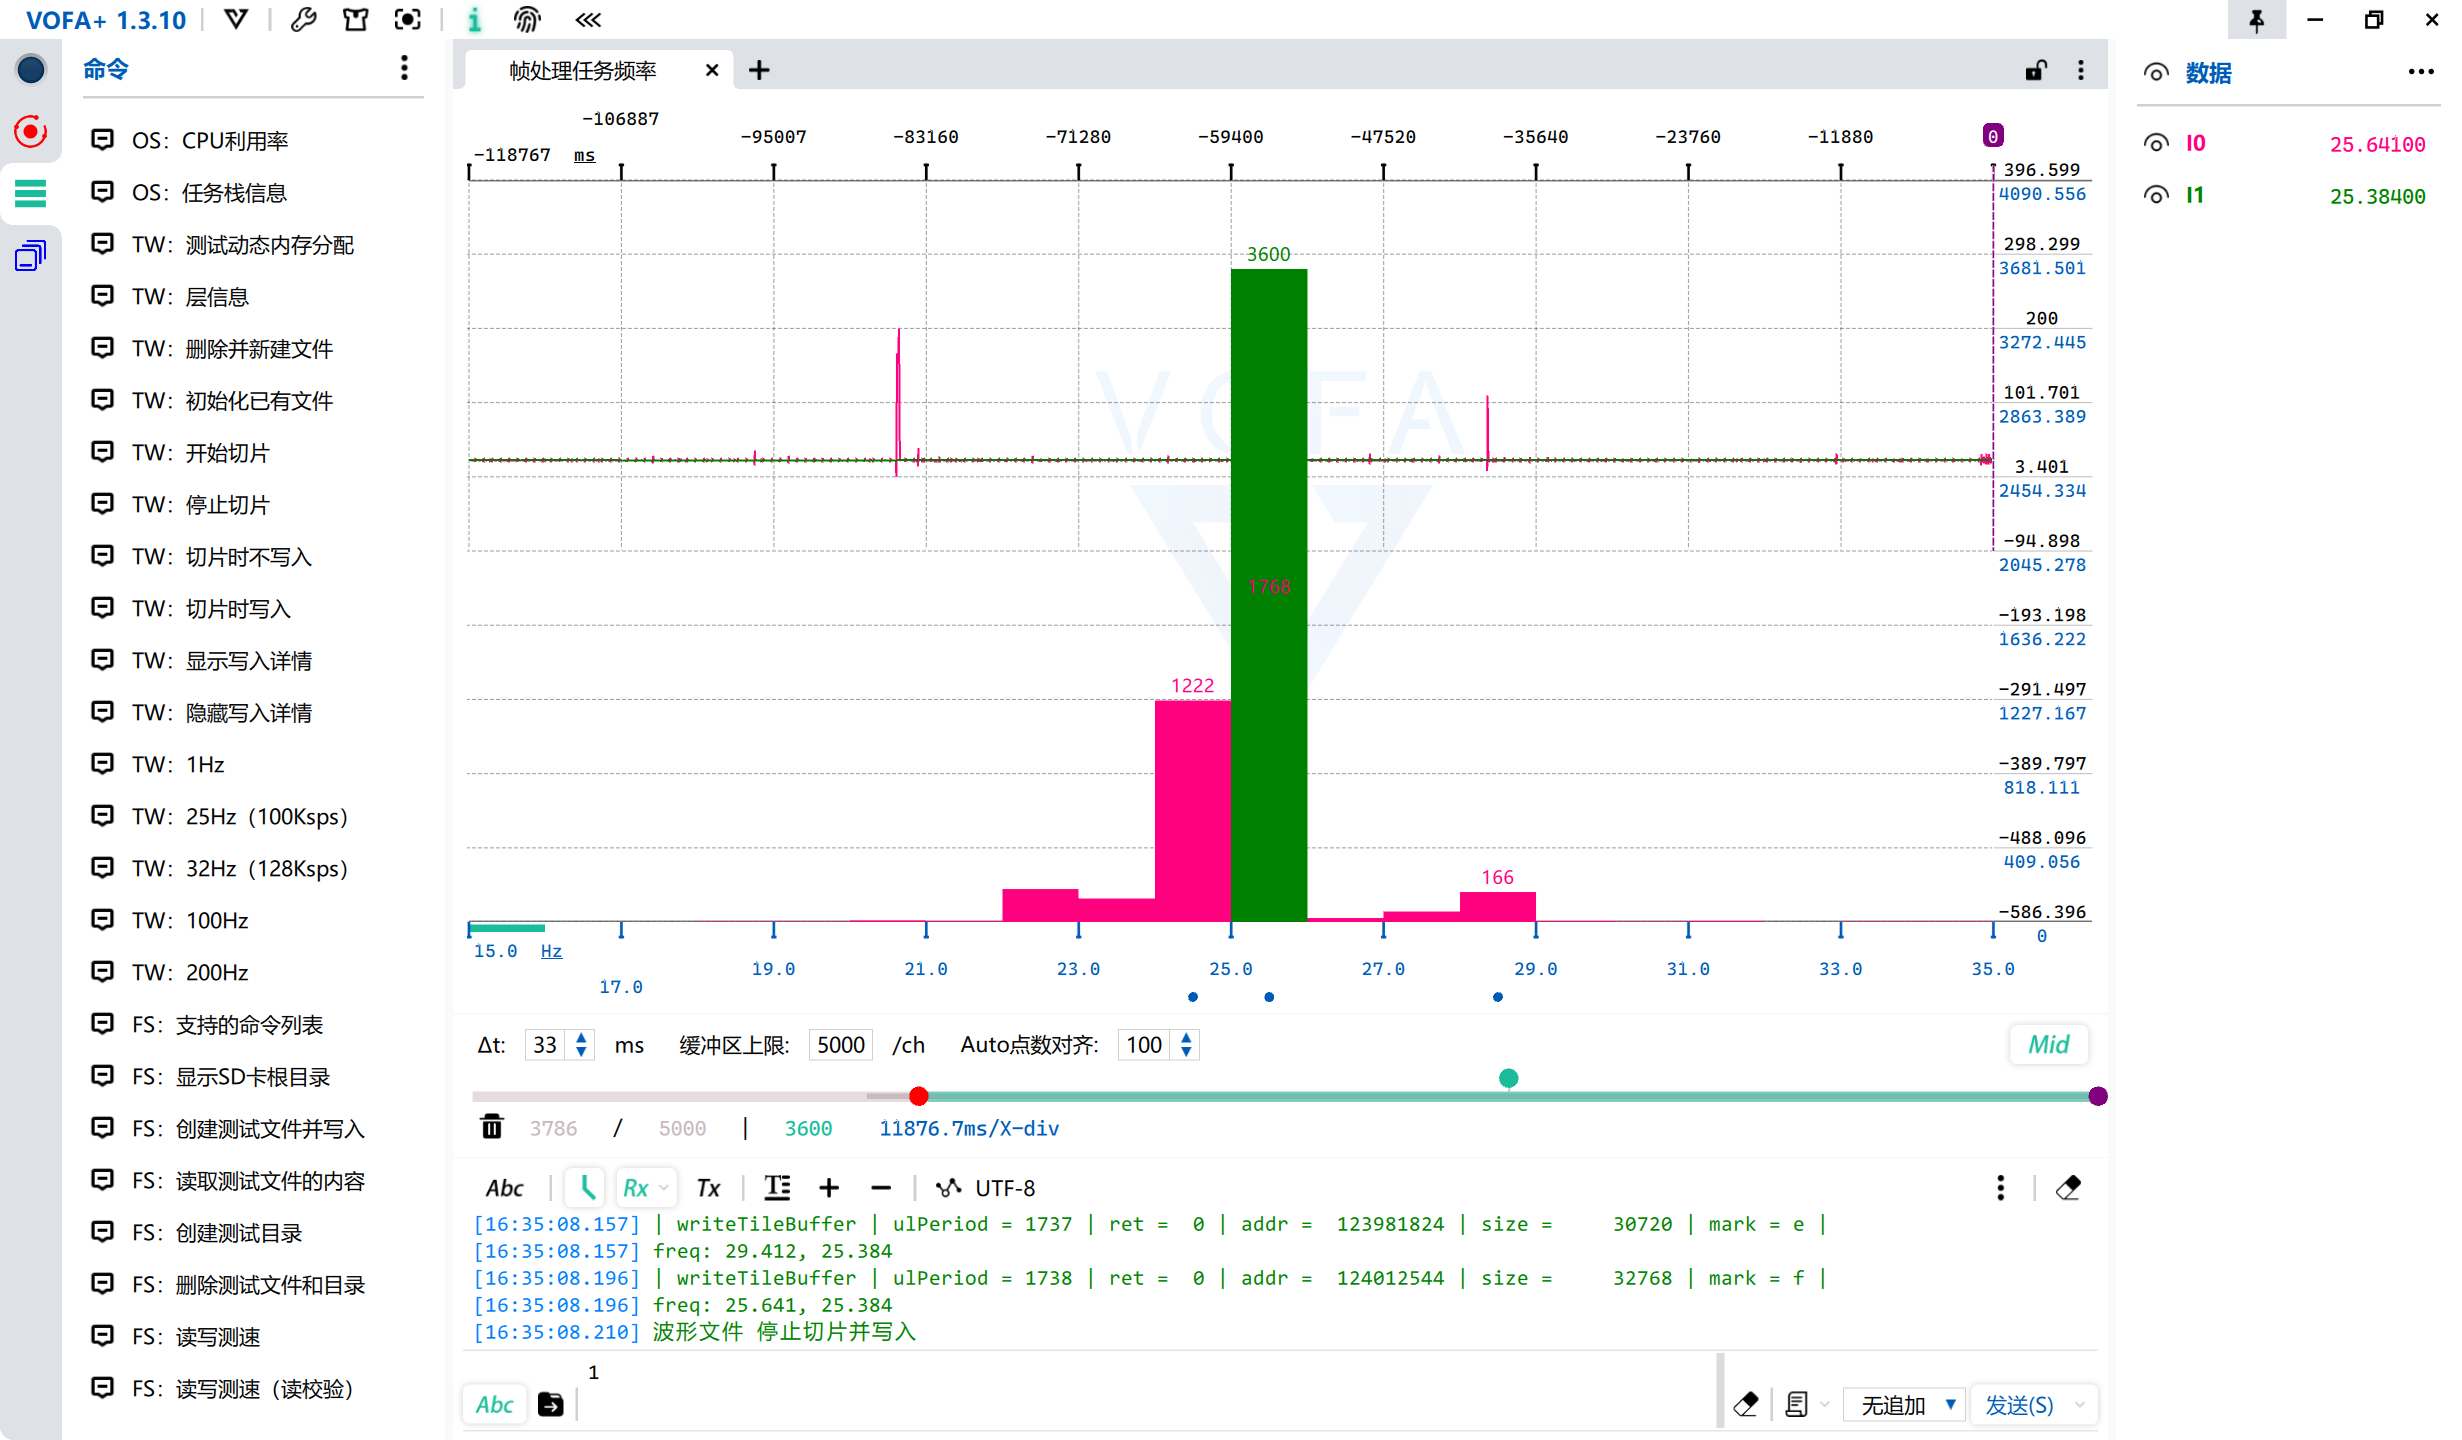 VOFA+ 1.3.10
命令
OS：CPU利用率
OS：任务栈信息
TW：测试动态内存分配
TW：层信息
TW：删除并新建文件
TW：初始化已有文件
TW：开始切片
TW：停止切片
TW：切片时不写入
TW：切片时写入
TW：显示写入详情
TW：隐藏写入详情
TW：1Hz
TW：25Hz（100Ksps）
TW：32Hz（128Ksps）
TW：100Hz
TW：200Hz
FS：支持的命令列表
FS：显示SD卡根目录
FS：创建测试文件并写入
FS：读取测试文件的内容
FS：创建测试目录
FS：删除测试文件和目录
FS：读写测速
FS：读写测速（读校验）
帧处理任务频率
-118767 ms -106887 -95007 -83160 -71280 -59400 -47520 -35640 -23760 -11880 0
396.599
4090.556
298.299
3681.501
200
3272.445
101.701
2863.389
3.401
2454.334
-94.898
2045.278
-193.198
1636.222
-291.497
1227.167
-389.797
818.111
-488.096
409.056
-586.396
0
VOFA
3600
1768
1222
166
15.0 Hz 17.0 19.0 21.0 23.0 25.0 27.0 29.0 31.0 33.0 35.0
Δt: 33 ms 缓冲区上限: 5000 /ch Auto点数对齐: 100 Mid
3786 / 5000 | 3600 11876.7ms/X-div
Abc Rx Tx UTF-8
[16:35:08.157] | writeTileBuffer | ulPeriod = 1737 | ret = 0 | addr = 123981824 | size = 30720 | mark = e |
[16:35:08.157] freq: 29.412, 25.384
[16:35:08.196] | writeTileBuffer | ulPeriod = 1738 | ret = 0 | addr = 124012544 | size = 32768 | mark = f |
[16:35:08.196] freq: 25.641, 25.384
[16:35:08.210] 波形文件 停止切片并写入
1
Abc 无追加 发送(S)
数据
I0 25.64100
I1 25.38400